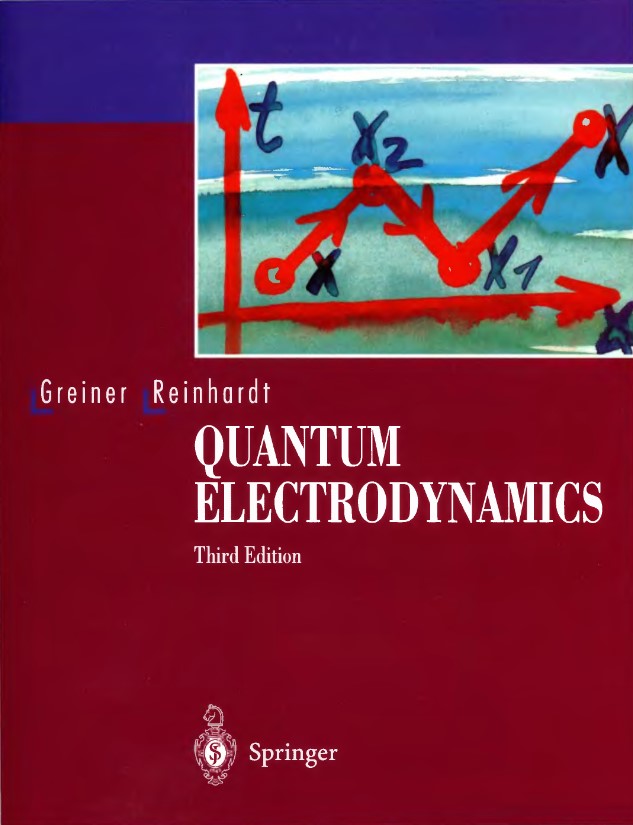 t
X2
X
X
X1
X
Greiner Reinhardt
QUANTUM
ELECTRODYNAMICS
Third Edition
Springer